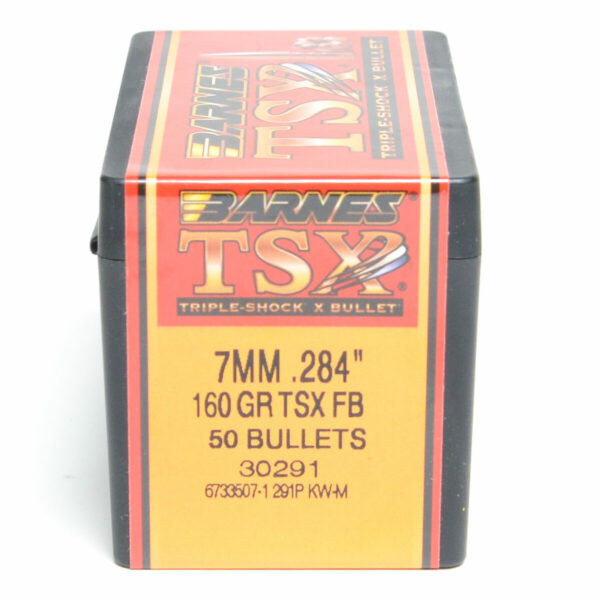 BARNES
TSX
TRIPLE-SHOCK X BULLET
BARNES®
TSX®
TRIPLE-SHOCK X BULLET
7MM .284"
160 GR TSX FB
50 BULLETS
30291
6733507-1 291P KW-M